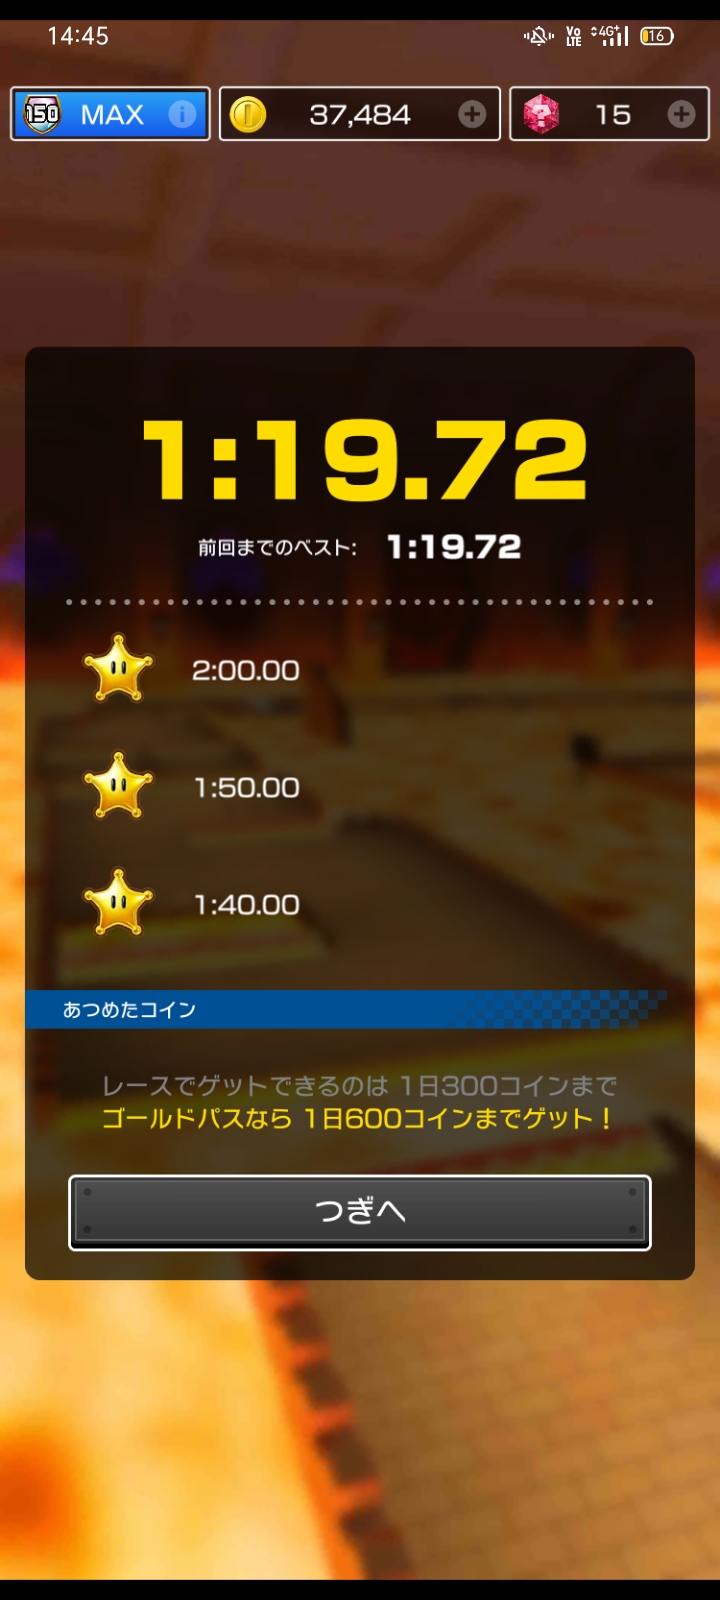 14:45
Vo LTE 4G+ 16
150 MAX i 37,484 + 15 +
1:19.72
前回までのベスト: 1:19.72
2:00.00
1:50.00
1:40.00
あつめたコイン
レースでゲットできるのは 1日300コインまで
ゴールドパスなら 1日600コインまでゲット！
つぎへ